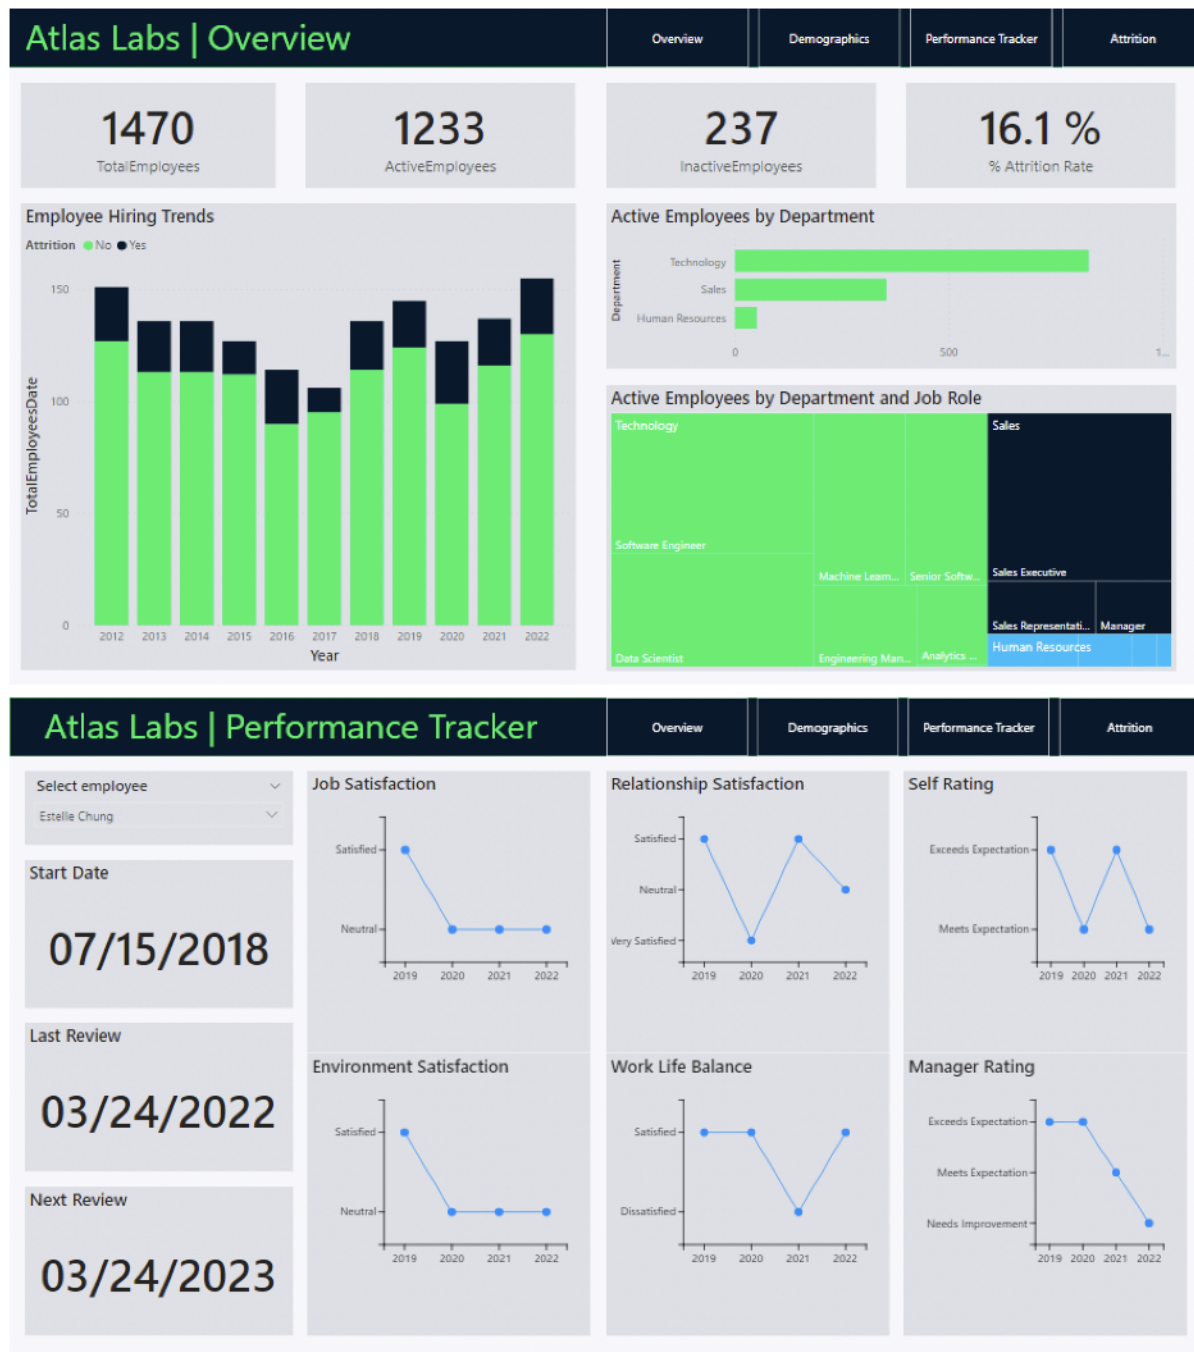 Atlas Labs | Overview
Overview
Demographics
Performance Tracker
Attrition
1470
TotalEmployees
1233
ActiveEmployees
237
InactiveEmployees
16.1 %
% Attrition Rate
Employee Hiring Trends
Attrition No Yes
TotalEmployeesDate
150
100
50
0
2012 2013 2014 2015 2016 2017 2018 2019 2020 2021 2022
Year
Active Employees by Department
Department
Technology
Sales
Human Resources
0 500 1...
Active Employees by Department and Job Role
Technology
Software Engineer
Data Scientist
Machine Learn...
Senior Softw...
Engineering Man...
Analytics ...
Sales
Sales Executive
Sales Representati...
Manager
Human Resources
Atlas Labs | Performance Tracker
Overview
Demographics
Performance Tracker
Attrition
Select employee
Estelle Chung
Start Date
07/15/2018
Last Review
03/24/2022
Next Review
03/24/2023
Job Satisfaction
Satisfied
Neutral
2019 2020 2021 2022
Relationship Satisfaction
Satisfied
Neutral
Very Satisfied
2019 2020 2021 2022
Self Rating
Exceeds Expectation
Meets Expectation
2019 2020 2021 2022
Environment Satisfaction
Satisfied
Neutral
2019 2020 2021 2022
Work Life Balance
Satisfied
Dissatisfied
2019 2020 2021 2022
Manager Rating
Exceeds Expectation
Meets Expectation
Needs Improvement
2019 2020 2021 2022